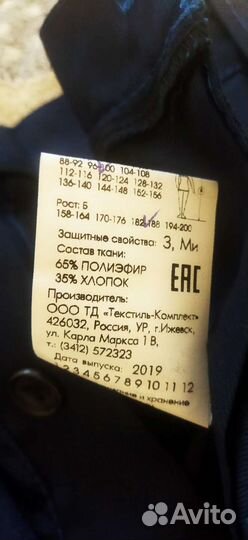 88-92 96-100 104-108
112-116 120-124 128-132
136-140 144-148 152-156
Рост: Б
158-164 170-176 182-188 194-200
Защитные свойства: З, Ми
Состав ткани:
65% ПОЛИЭФИР
35% ХЛОПОК
EAC
Производитель:
ООО ТД «Текстиль-Комплект»
426032, Россия, УР, г.Ижевск,
ул. Карла Маркса 1 В,
т. (3412) 572323
Дата выпуска: 2019
1 2 3 4 5 6 7 8 9 10 11 12
и хранение
Avito